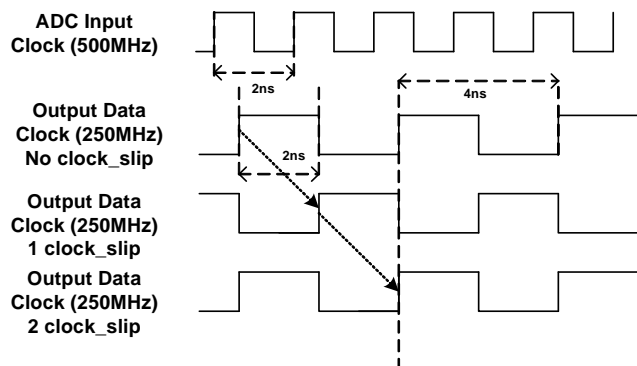 ADC Input
Clock (500MHz)
2ns
4ns
Output Data
Clock (250MHz)
No clock_slip
2ns
Output Data
Clock (250MHz)
1 clock_slip
Output Data
Clock (250MHz)
2 clock_slip